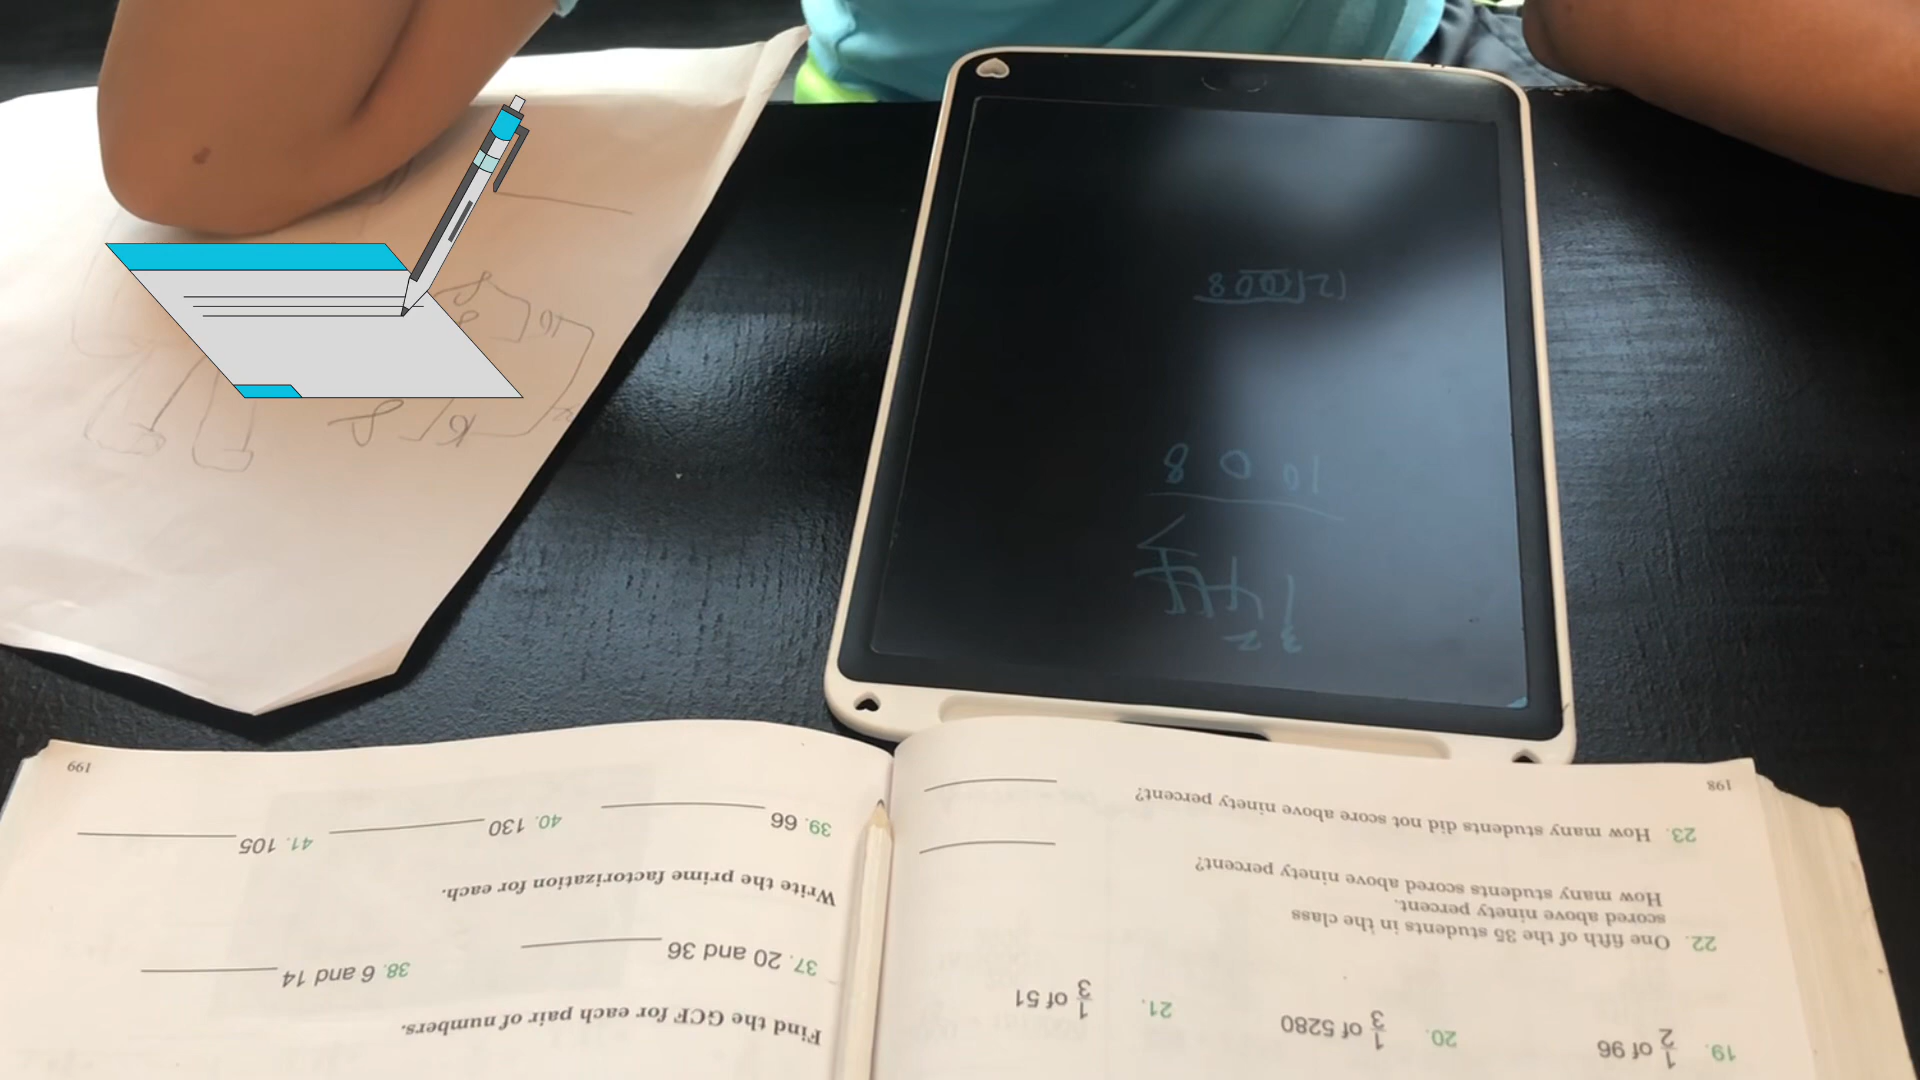 19. 1/2 of 96
20. 1/3 of 5280
21. 1/3 of 51
22. One fifth of the 35 students in the class
scored above ninety percent.
How many students scored above ninety percent?
23. How many students did not score above ninety percent?
198
Find the GCF for each pair of numbers.
37. 20 and 36
38. 6 and 14
Write the prime factorization for each.
39. 66
40. 130
41. 105
199
1008